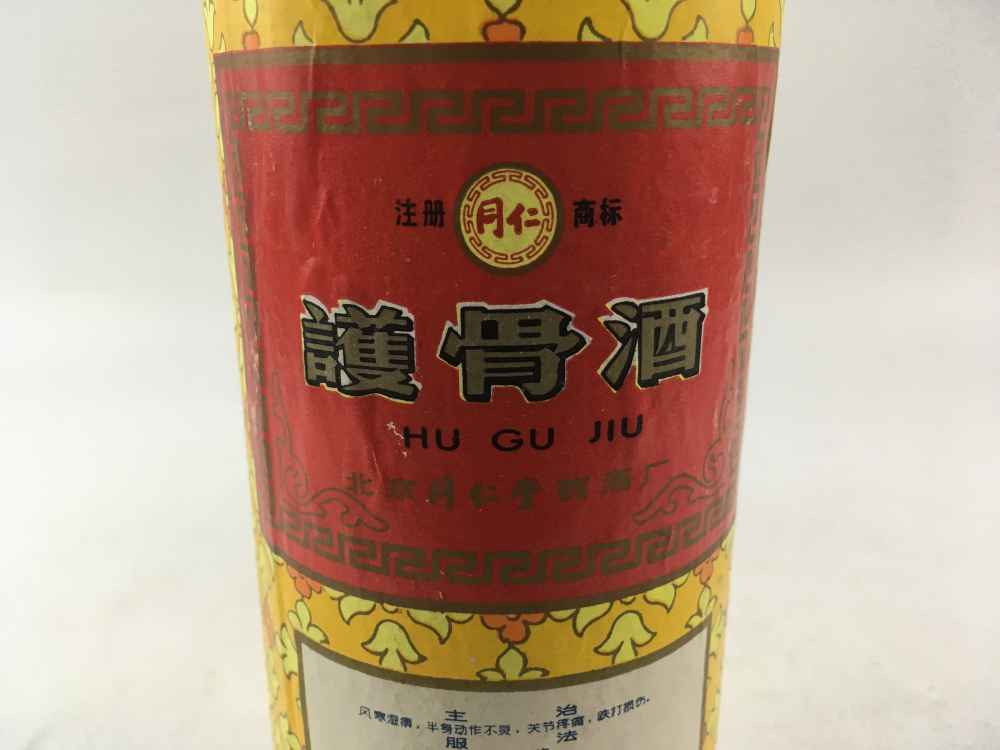 注册 同仁 商标
護骨酒
HU GU JIU
北京同仁堂药酒厂
主治
风寒湿痹，半身动作不灵，关节疼痛，跌打损伤。
服法